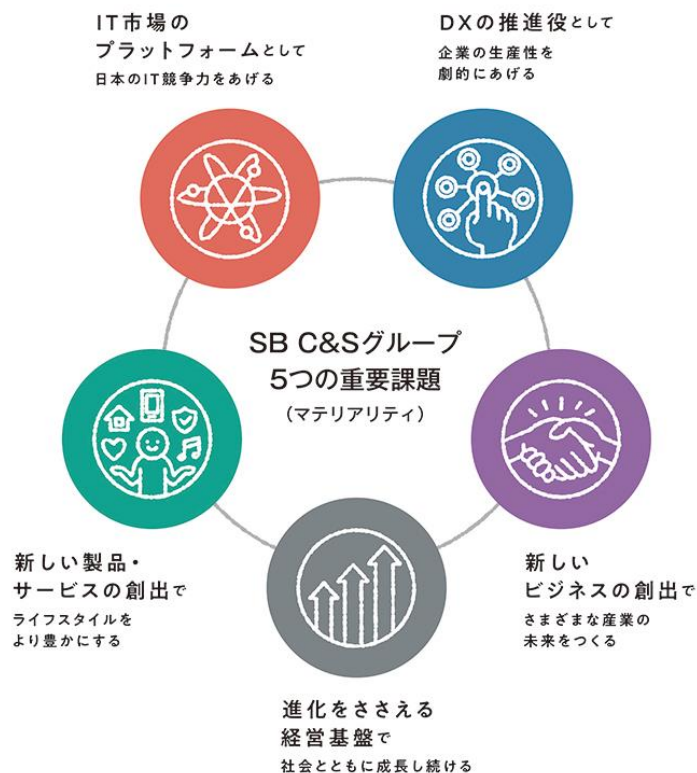 IT市場の
プラットフォームとして
日本のIT競争力をあげる
DXの推進役として
企業の生産性を
劇的にあげる
SB C&Sグループ
5つの重要課題
（マテリアリティ）
新しい製品・
サービスの創出で
ライフスタイルを
より豊かにする
新しい
ビジネスの創出で
さまざまな産業の
未来をつくる
進化をささえる
経営基盤で
社会とともに成長し続ける